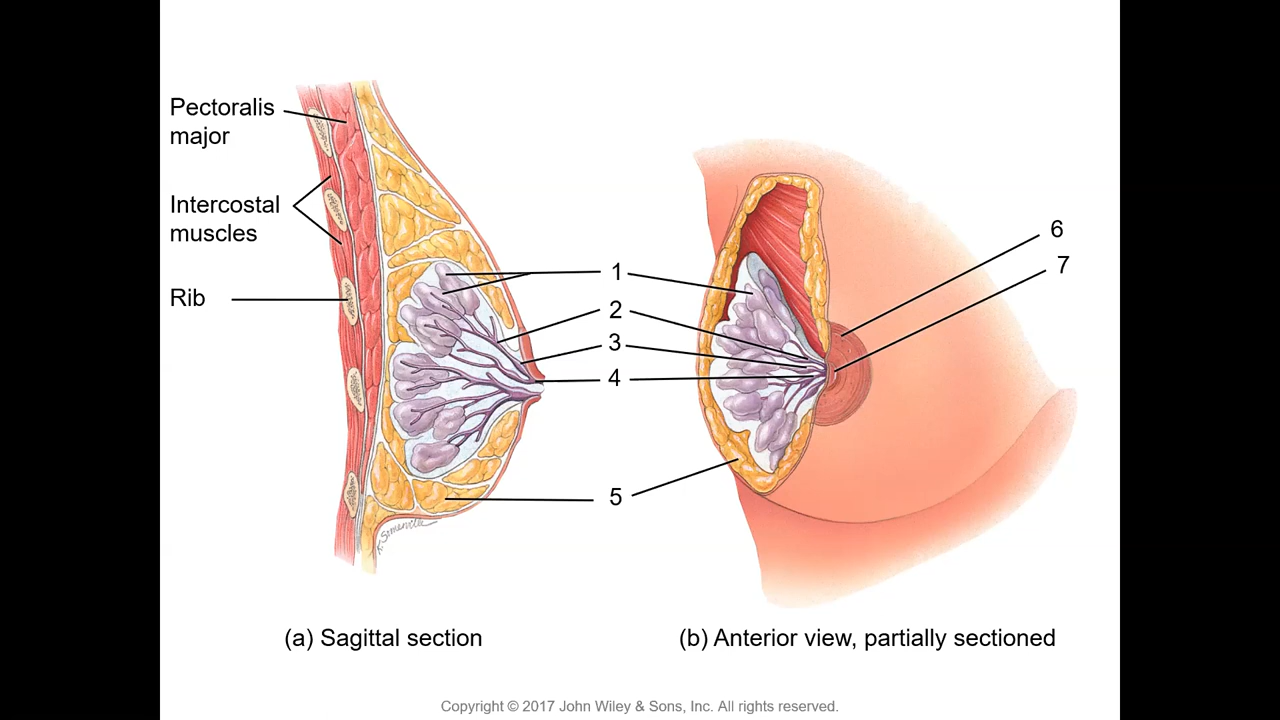 Pectoralis
major
Intercostal
muscles
Rib
1
2
3
4
5
6
7
K. Somerville
(a) Sagittal section
(b) Anterior view, partially sectioned
Copyright © 2017 John Wiley & Sons, Inc. All rights reserved.